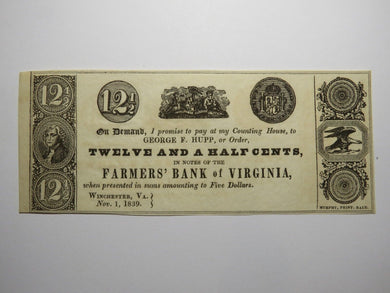 12½
12½
On Demand, I promise to pay at my Counting House, to
GEORGE F. HUPP, or Order,
TWELVE AND A HALF CENTS,
IN NOTES OF THE
FARMERS' BANK of VIRGINIA,
when presented in sums amounting to Five Dollars.
WINCHESTER, VA.
Nov. 1, 1839.
12½
MURPHY, PRINT. BALT.